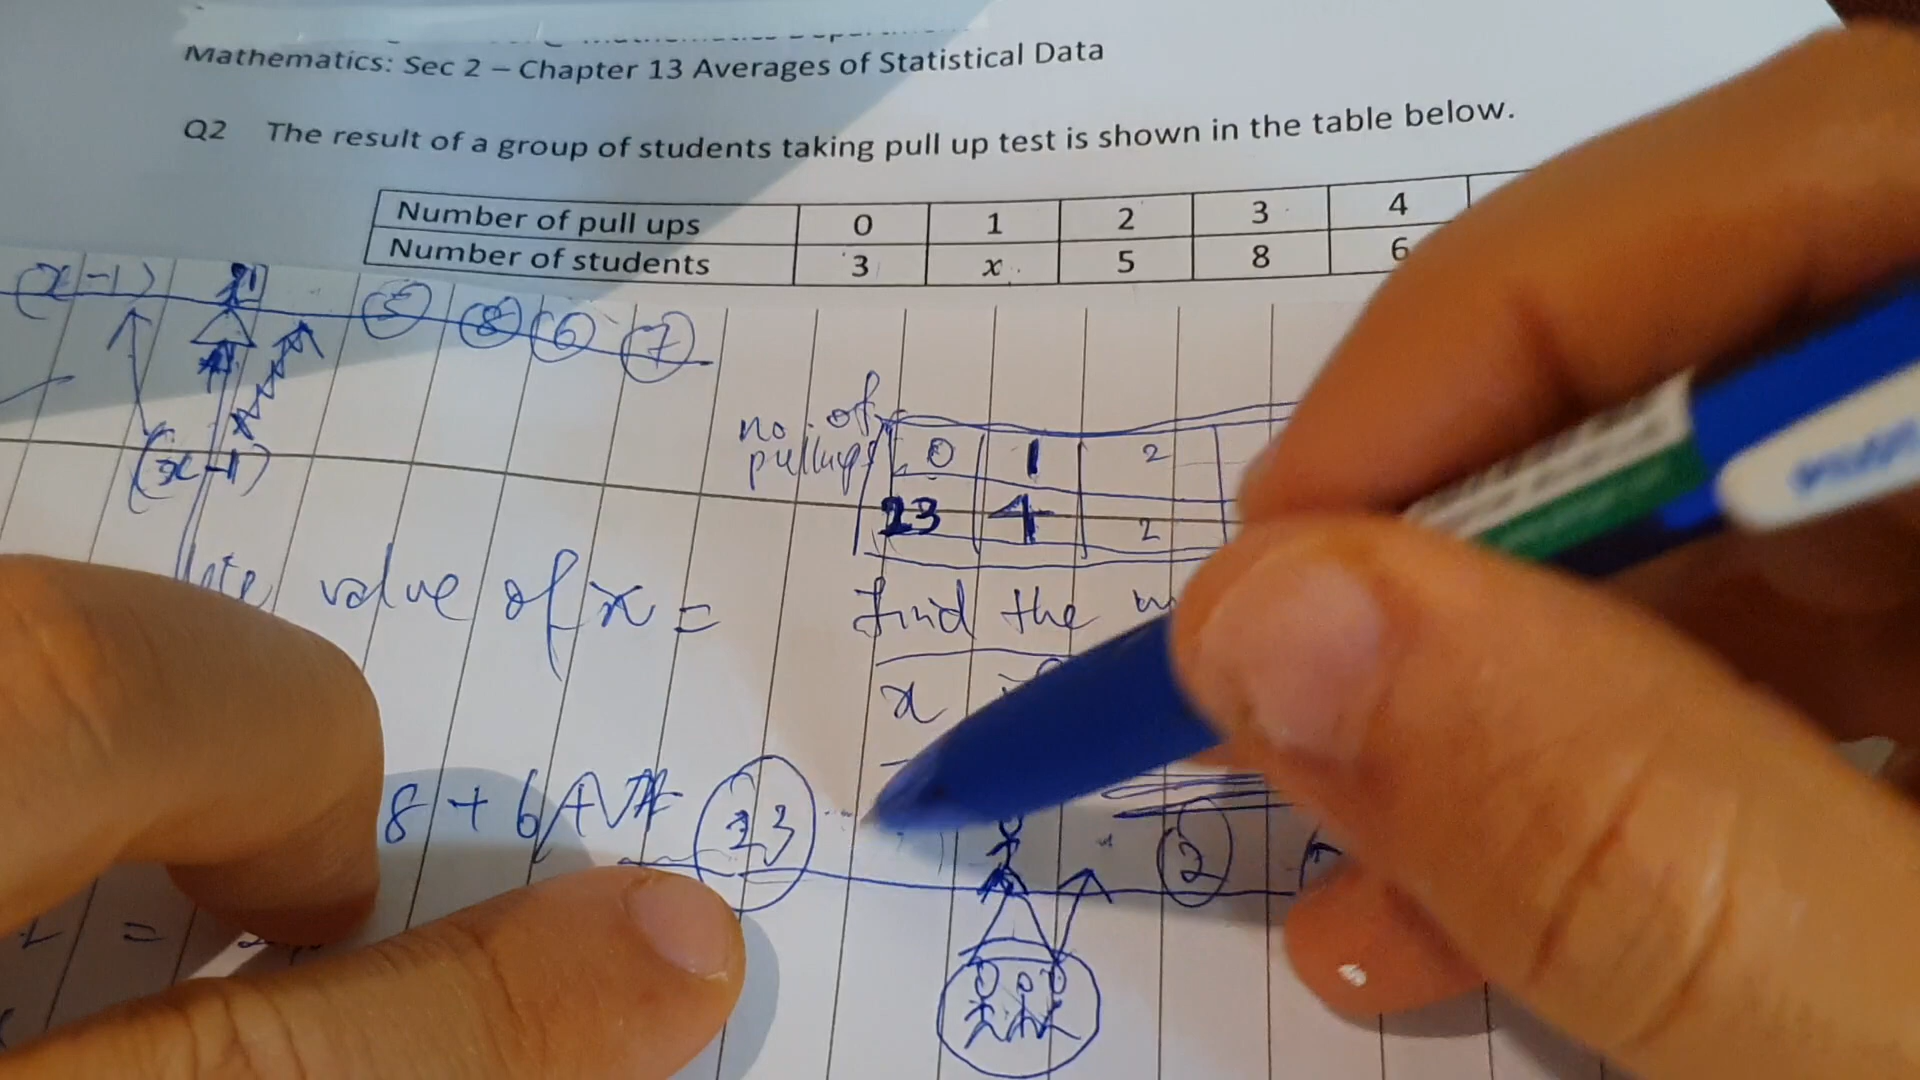 Mathematics: Sec 2 – Chapter 13 Averages of Statistical Data
Q2 The result of a group of students taking pull up test is shown in the table below.
Number of pull ups 0 1 2 3 4
Number of students 3 x 5 8 6
(x-1) 5 8 6 7
(x-1)
no. of
pullups 0 1 2
23 4 2
value of x =
find the
x
8 + 6
23
2
=